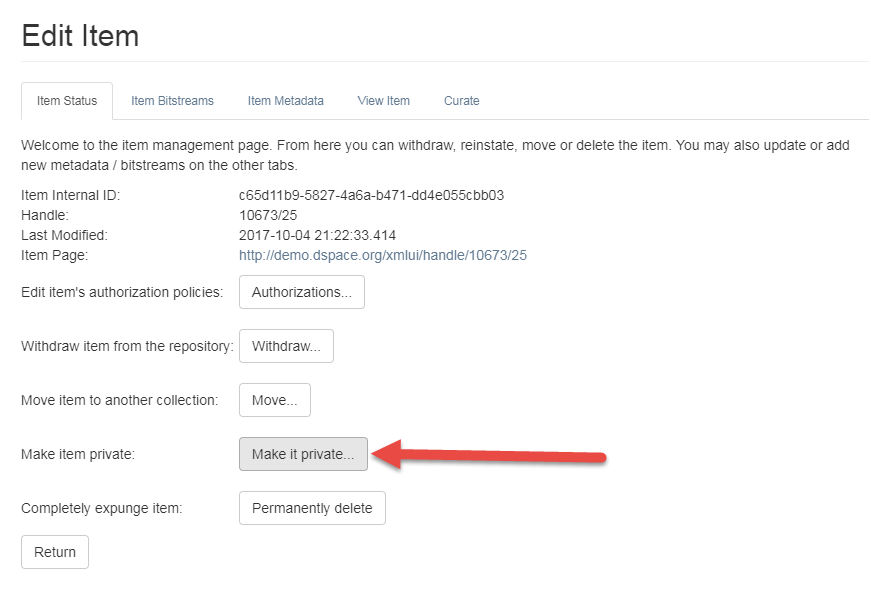 Edit Item
Item Status Item Bitstreams Item Metadata View Item Curate
Welcome to the item management page. From here you can withdraw, reinstate, move or delete the item. You may also update or add
new metadata / bitstreams on the other tabs.
Item Internal ID: c65d11b9-5827-4a6a-b471-dd4e055cbb03
Handle: 10673/25
Last Modified: 2017-10-04 21:22:33.414
Item Page: http://demo.dspace.org/xmlui/handle/10673/25
Edit item's authorization policies: Authorizations...
Withdraw item from the repository: Withdraw...
Move item to another collection: Move...
Make item private: Make it private...
Completely expunge item: Permanently delete
Return